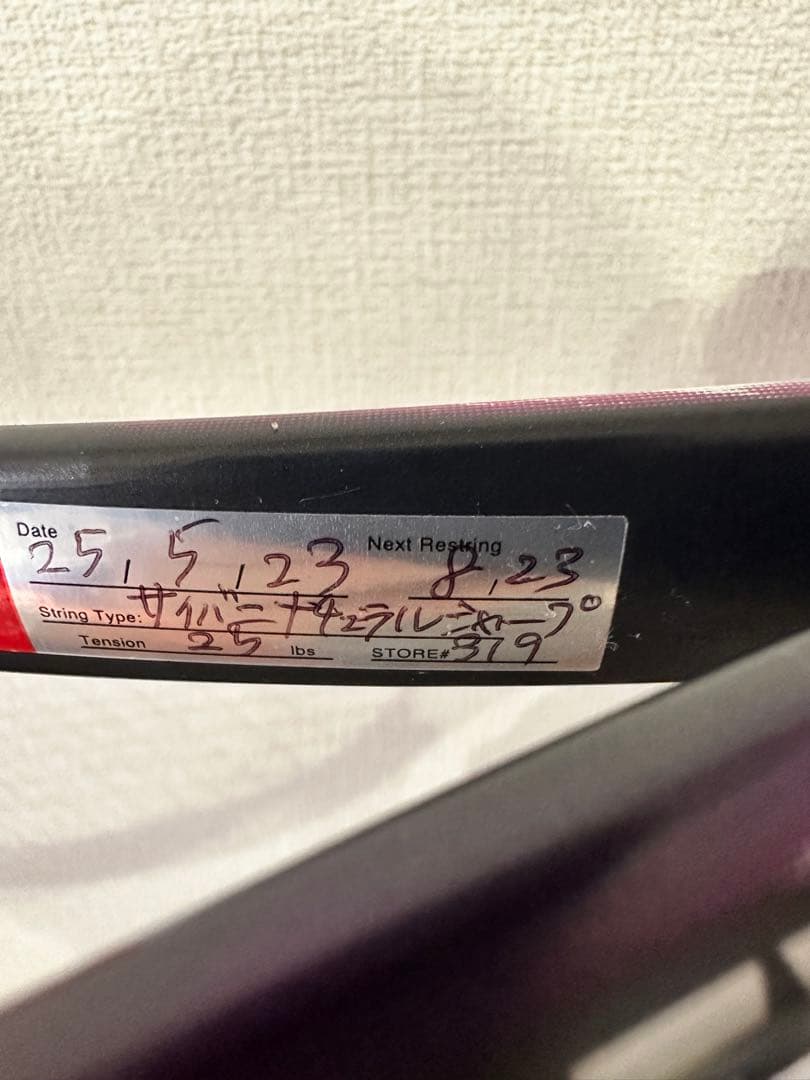 Date 25, 5, 23 Next Restring 8, 23
String Type: サイバーナチュラルシャープ
Tension 25 lbs STORE# 379